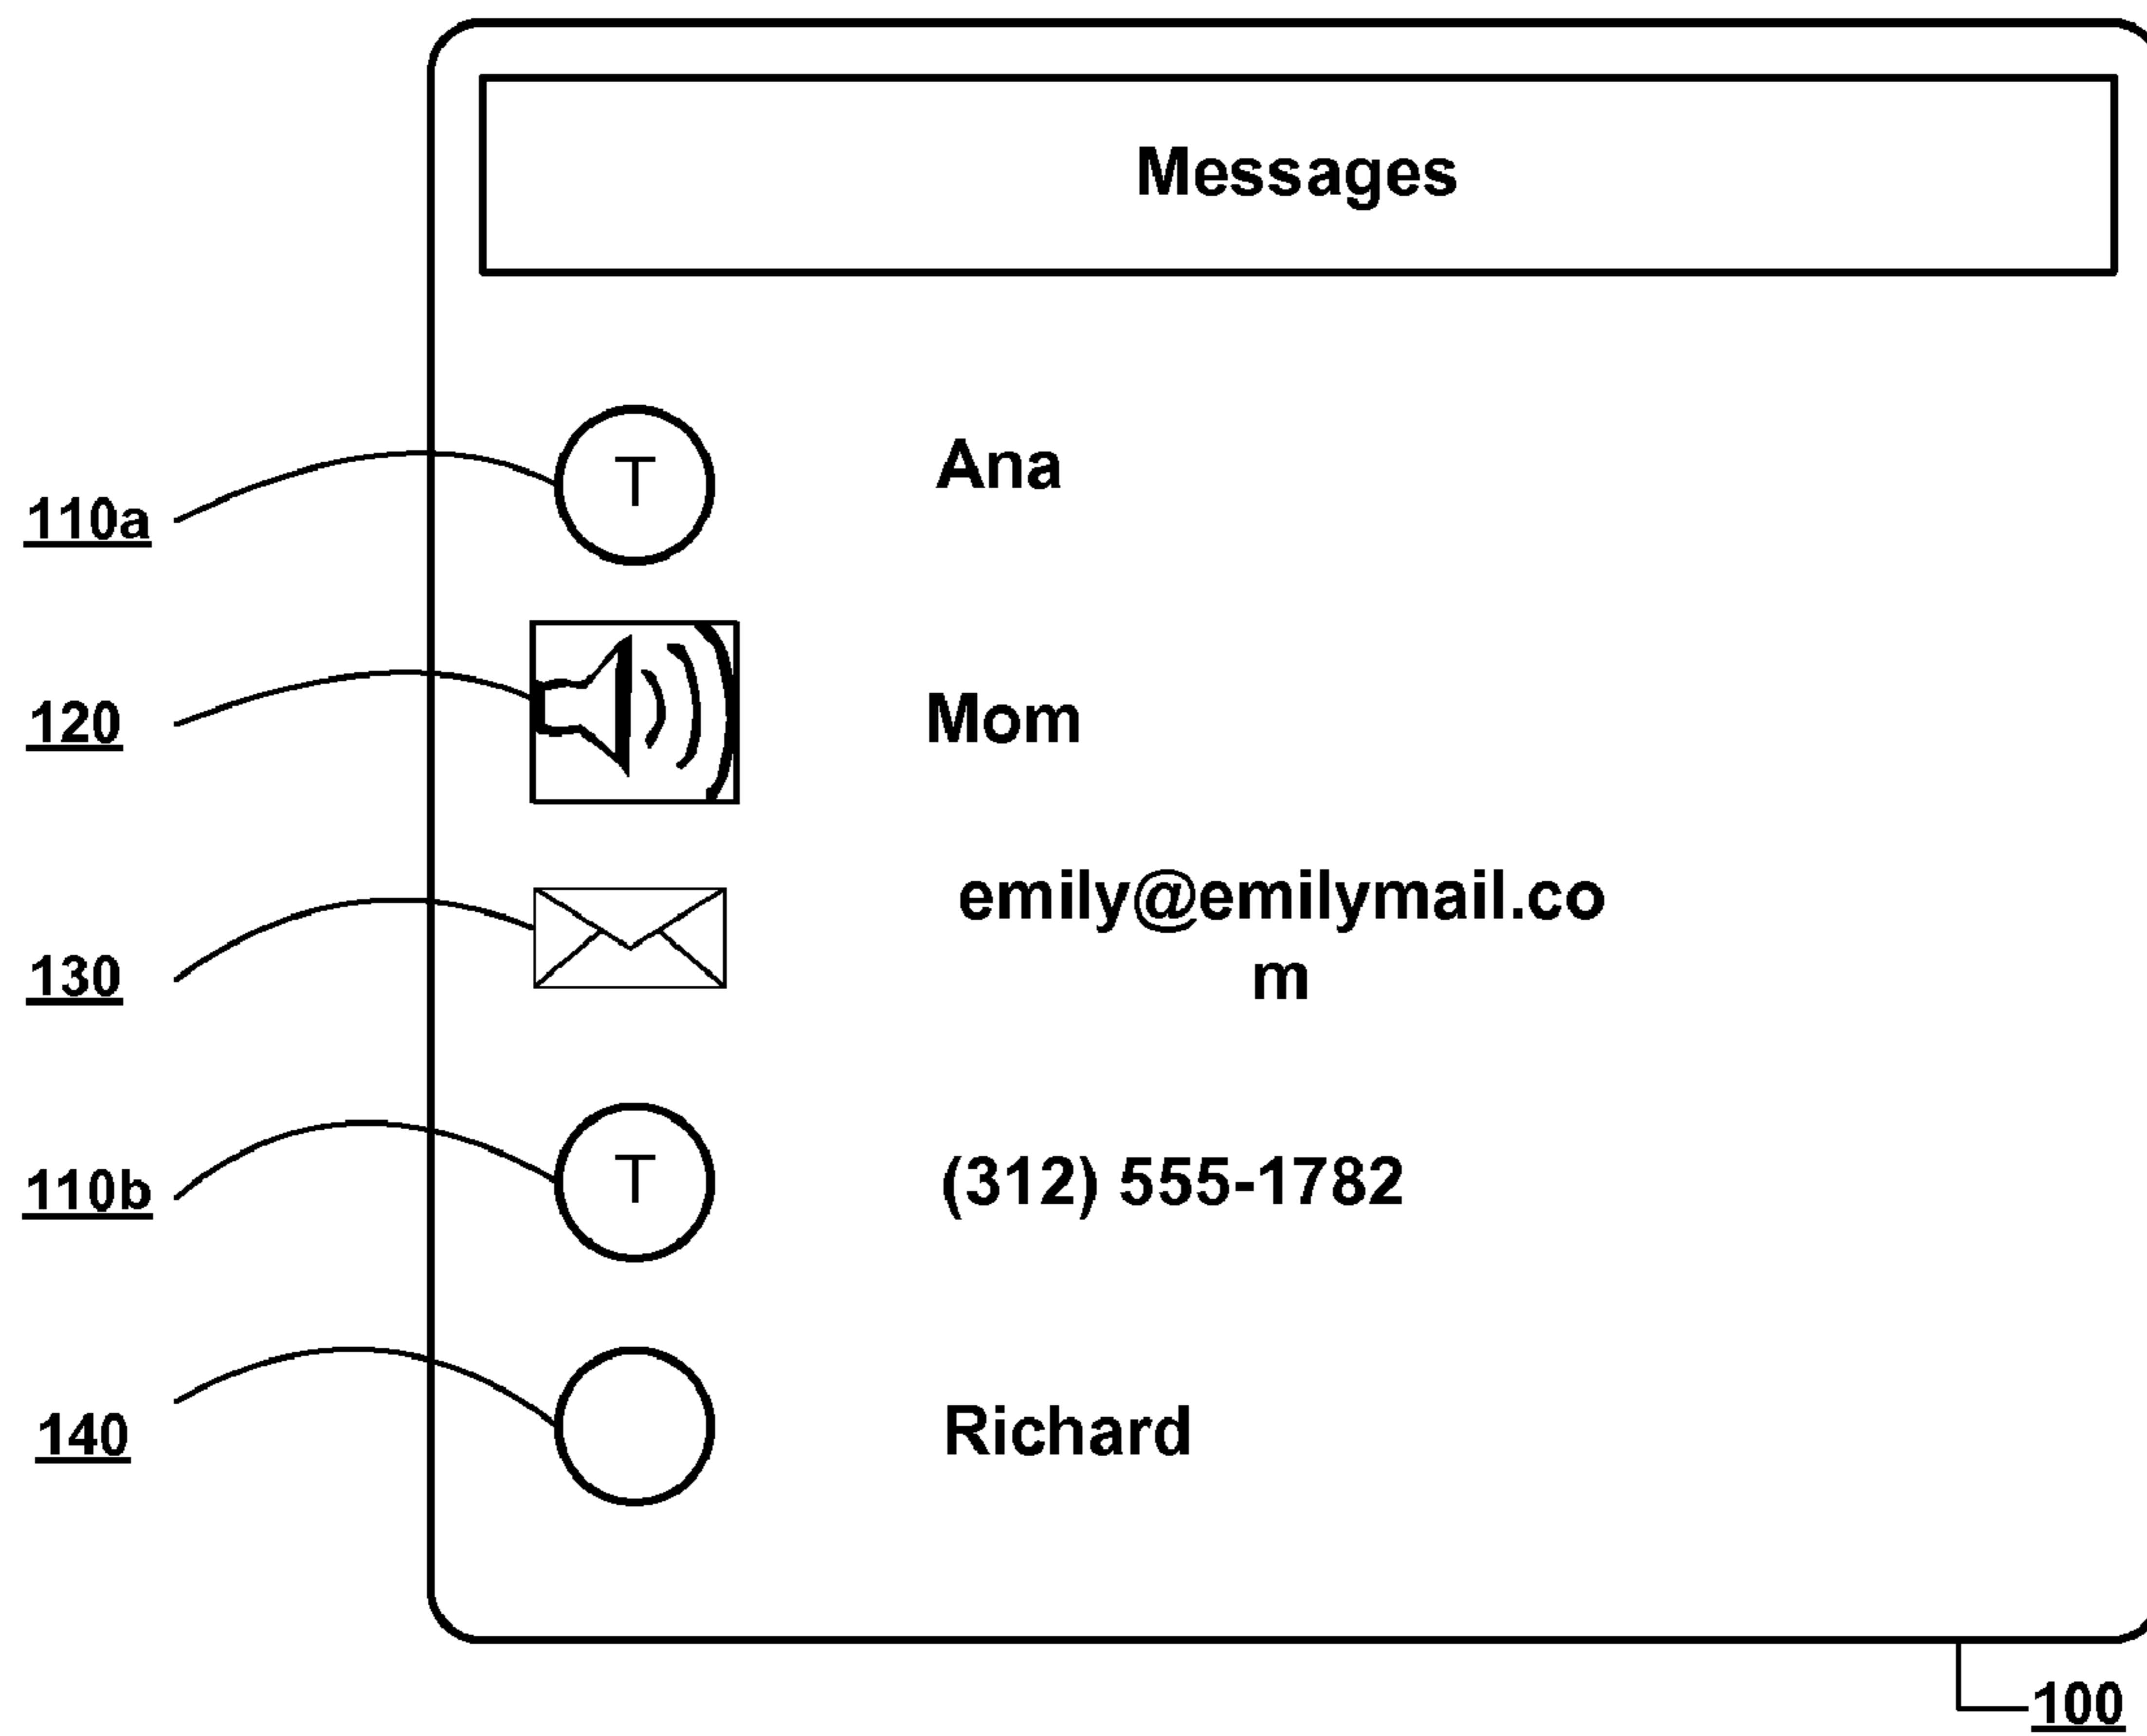 Messages
110a
T
Ana
120
Mom
130
emily@emilymail.co
m
110b
T
(312) 555-1782
140
Richard
100